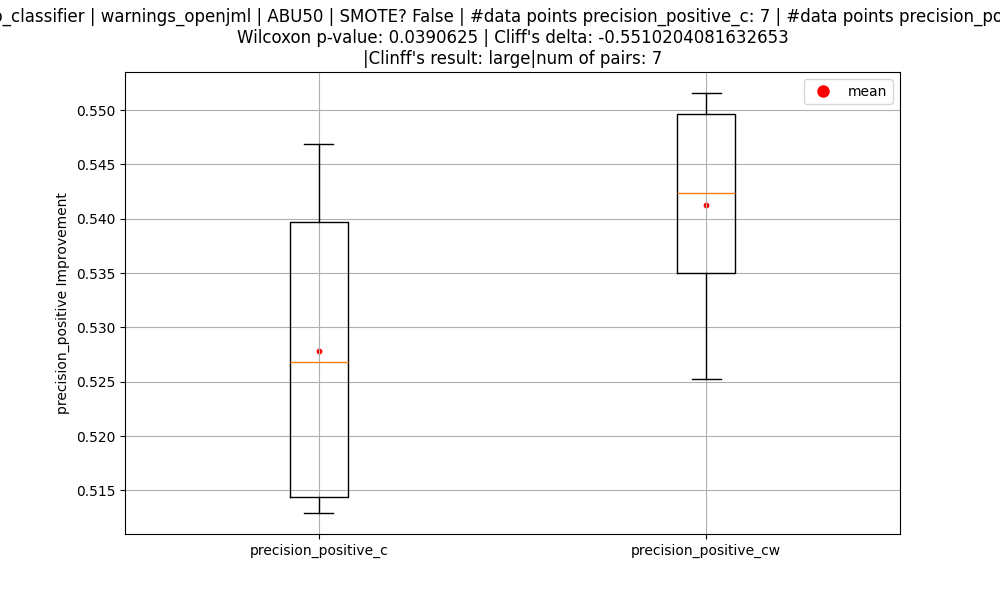 _classifier | warnings_openjml | ABU50 | SMOTE? False | #data points precision_positive_c: 7 | #data points precision_po
Wilcoxon p-value: 0.0390625 | Cliff's delta: -0.5510204081632653
|Clinff's result: large|num of pairs: 7
mean
0.550
0.545
0.540
0.535
0.530
0.525
0.520
0.515
precision_positive Improvement
precision_positive_c
precision_positive_cw